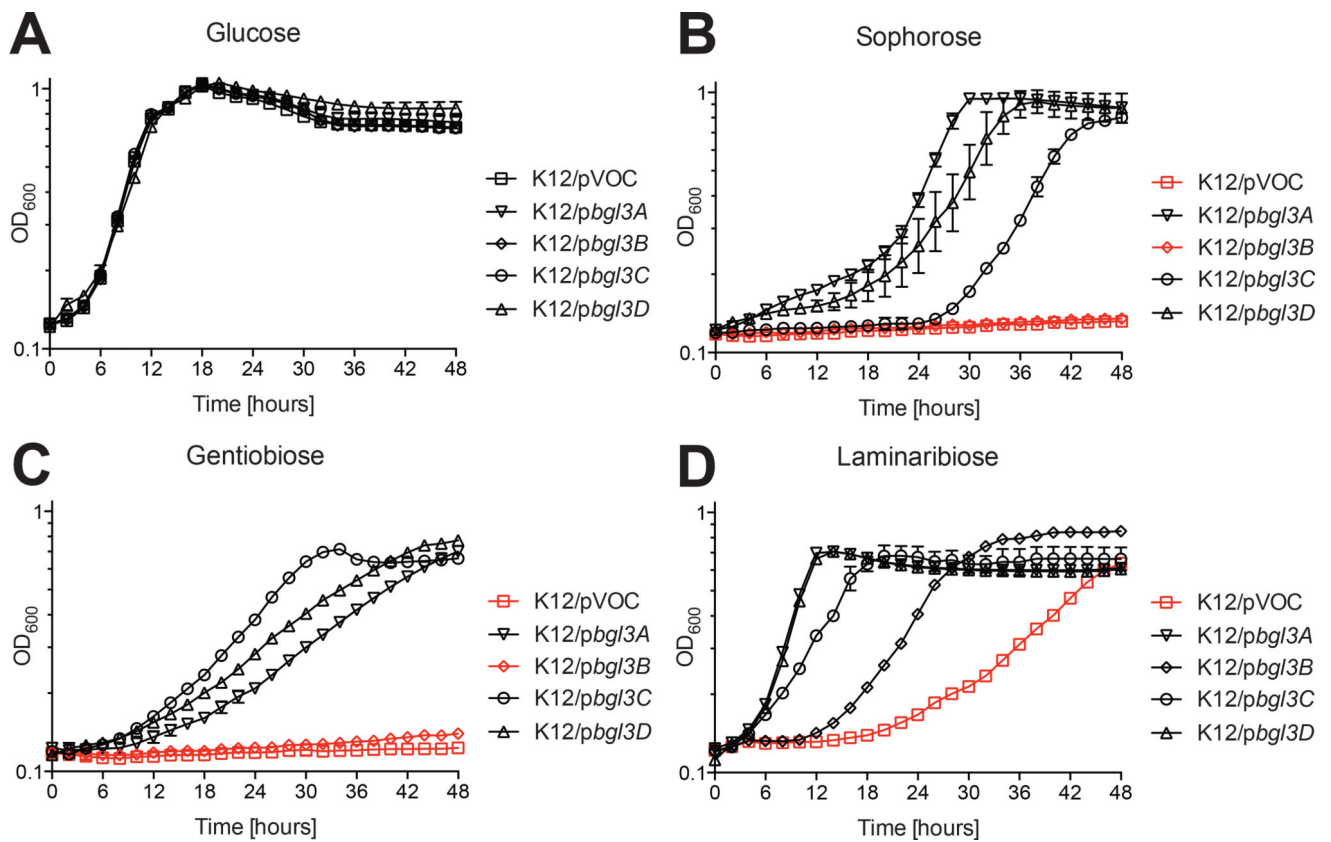 A
Glucose
OD600
1
0.1
0 6 12 18 24 30 36 42 48
Time [hours]
K12/pVOC
K12/pbgl3A
K12/pbgl3B
K12/pbgl3C
K12/pbgl3D
B
Sophorose
OD600
1
0.1
0 6 12 18 24 30 36 42 48
Time [hours]
K12/pVOC
K12/pbgl3A
K12/pbgl3B
K12/pbgl3C
K12/pbgl3D
C
Gentiobiose
OD600
1
0.1
0 6 12 18 24 30 36 42 48
Time [hours]
K12/pVOC
K12/pbgl3A
K12/pbgl3B
K12/pbgl3C
K12/pbgl3D
D
Laminaribiose
OD600
1
0.1
0 6 12 18 24 30 36 42 48
Time [hours]
K12/pVOC
K12/pbgl3A
K12/pbgl3B
K12/pbgl3C
K12/pbgl3D